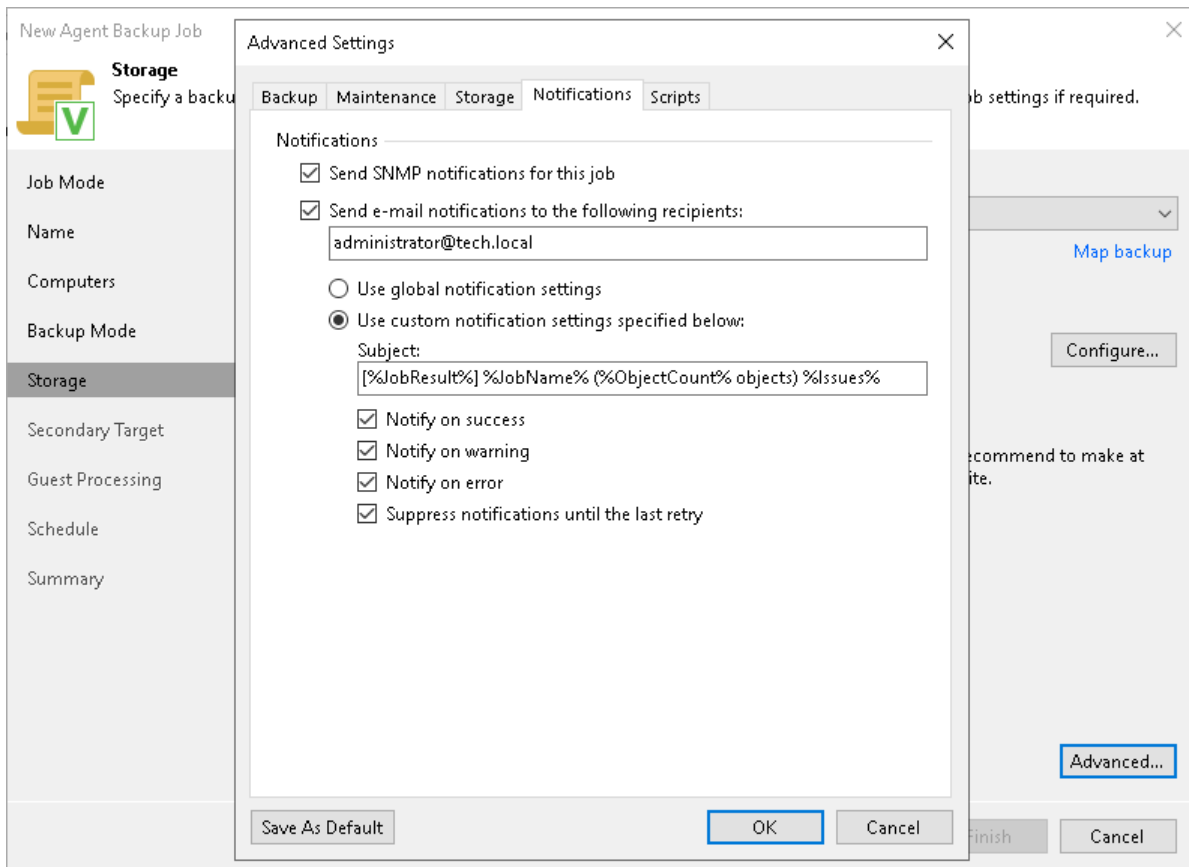 New Agent Backup Job
Storage
Specify a backu
b settings if required.
Job Mode
Name
Computers
Backup Mode
Storage
Secondary Target
Guest Processing
Schedule
Summary
Advanced Settings
Backup
Maintenance
Storage
Notifications
Scripts
Notifications
Send SNMP notifications for this job
Send e-mail notifications to the following recipients:
administrator@tech.local
Use global notification settings
Use custom notification settings specified below:
Subject:
[%JobResult%] %JobName% (%ObjectCount% objects) %Issues%
Notify on success
Notify on warning
Notify on error
Suppress notifications until the last retry
Save As Default
OK
Cancel
Map backup
Configure...
ecommend to make at
ite.
Advanced...
Finish
Cancel